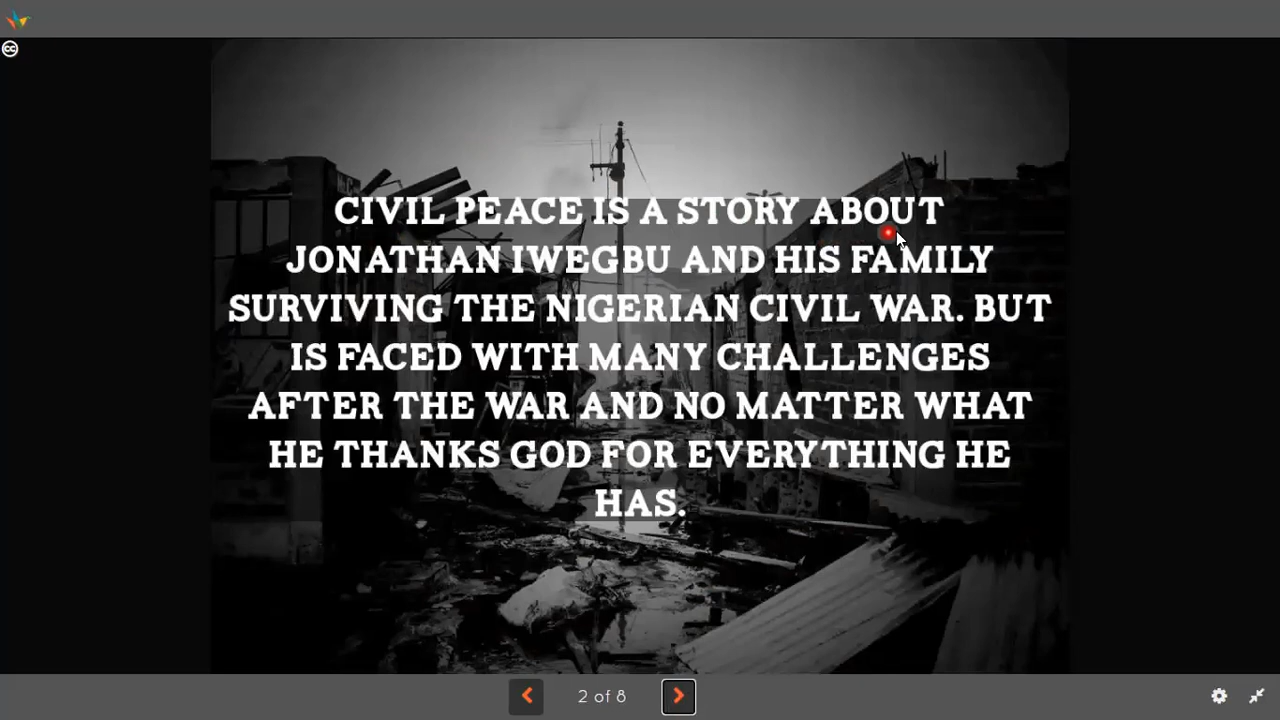 CIVIL PEACE IS A STORY ABOUT
JONATHAN IWEGBU AND HIS FAMILY
SURVIVING THE NIGERIAN CIVIL WAR. BUT
IS FACED WITH MANY CHALLENGES
AFTER THE WAR AND NO MATTER WHAT
HE THANKS GOD FOR EVERYTHING HE
HAS.
2 of 8